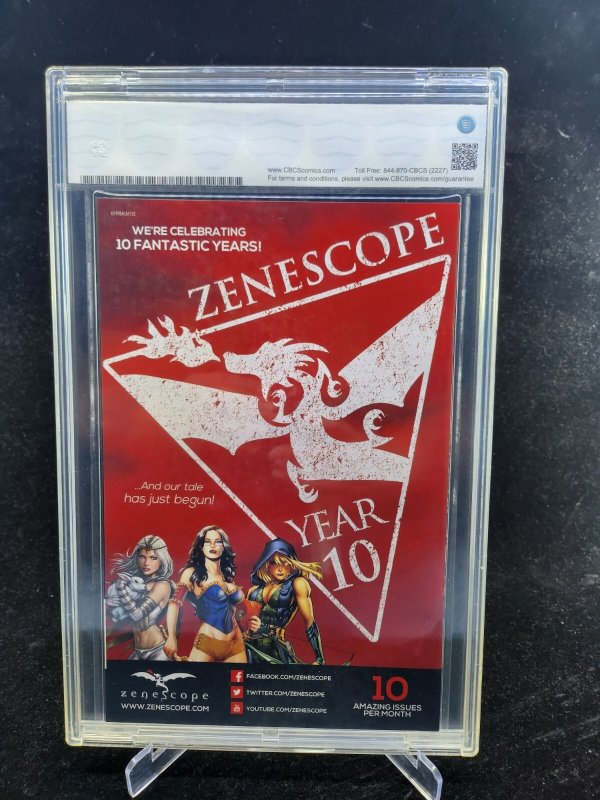 www.CBCScomics.com Toll Free: 844-870-CBCS (2227)
For terms and conditions, please visit www.CBCScomics.com/guarantee
WE'RE CELEBRATING
10 FANTASTIC YEARS!
ZENESCOPE
...And our tale
has just begun!
YEAR
10
zenescope
WWW.ZENESCOPE.COM
FACEBOOK.COM/ZENESCOPE
TWITTER.COM/ZENESCOPE
YOUTUBE.COM/ZENESCOPE
10
AMAZING ISSUES
PER MONTH